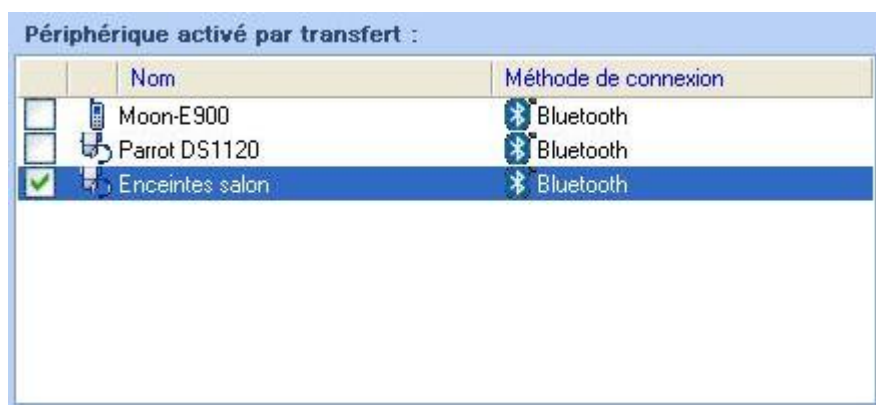 Périphérique activé par transfert :
Nom Méthode de connexion
Moon-E900 Bluetooth
Parrot DS1120 Bluetooth
Enceintes salon Bluetooth